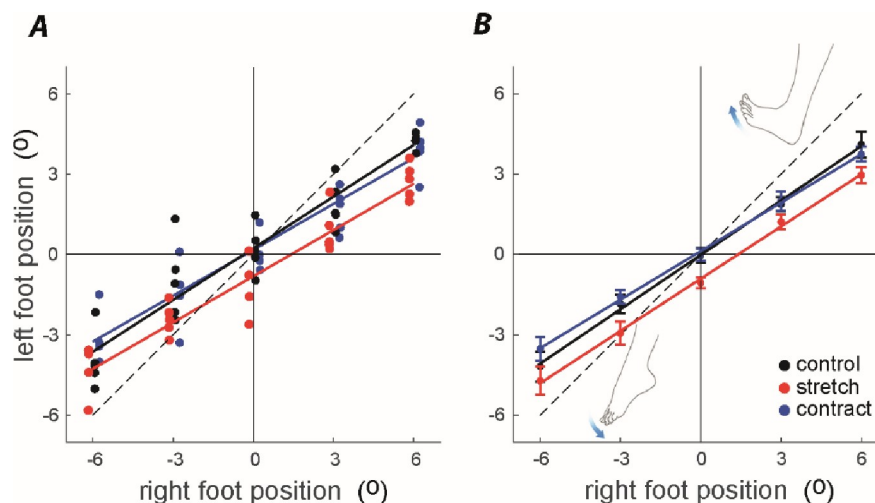 A
B
6
3
0
-3
-6
left foot position (o)
-6
-3
0
3
6
right foot position (o)
6
3
0
-3
-6
control
stretch
contract
-6
-3
0
3
6
right foot position (o)